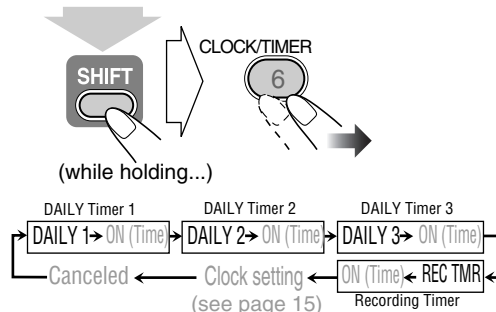 CLOCK/TIMER
SHIFT
6
(while holding...)
DAILY Timer 1 DAILY Timer 2 DAILY Timer 3
DAILY 1 → ON (Time) → DAILY 2 → ON (Time) → DAILY 3 → ON (Time)
Canceled ← Clock setting ← ON (Time) ← REC TMR
(see page 15) Recording Timer